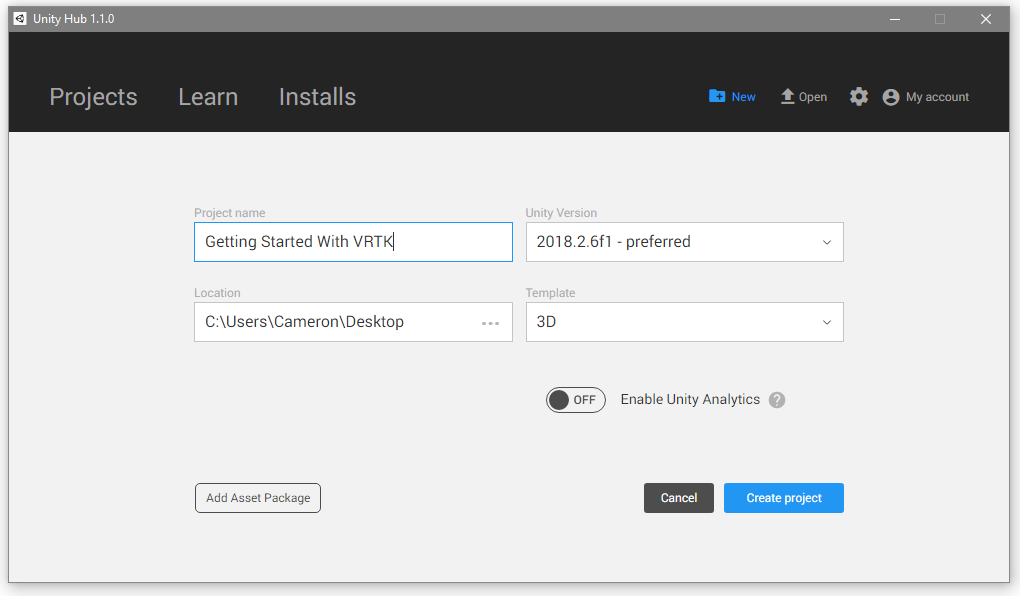 Unity Hub 1.1.0
Projects Learn Installs New Open My account
Project name Unity Version
Getting Started With VRTK 2018.2.6f1 - preferred
Location Template
C:\Users\Cameron\Desktop 3D
OFF Enable Unity Analytics ?
Add Asset Package Cancel Create project